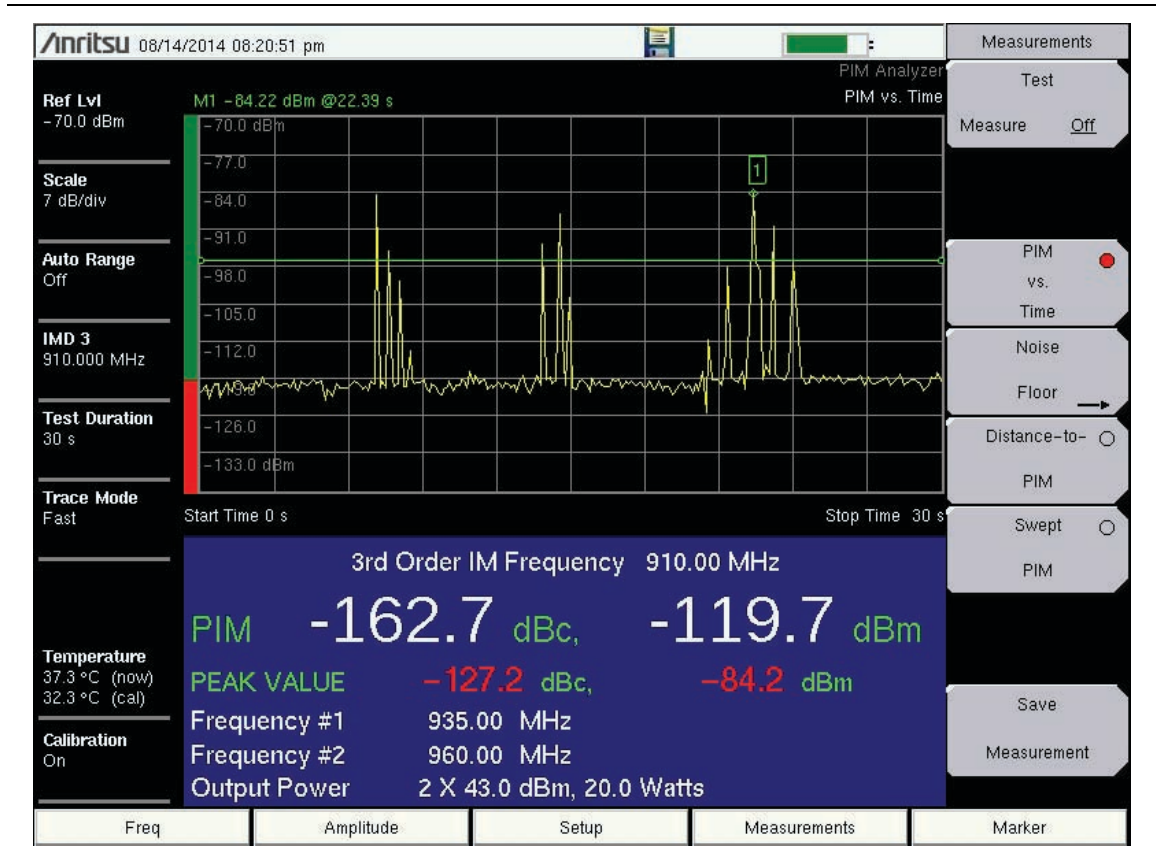 Anritsu 08/14/2014 08:20:51 pm
Measurements
Ref Lvl
-70.0 dBm
Scale
7 dB/div
Auto Range
Off
IMD 3
910.000 MHz
Test Duration
30 s
Trace Mode
Fast
Temperature
37.3 °C (now)
32.3 °C (cal)
Calibration
On
PIM Analyzer
M1 -84.22 dBm @22.39 s
PIM vs. Time
-70.0 dBm
-77.0
1
-84.0
-91.0
-98.0
-105.0
-112.0
-126.0
-133.0 dBm
Start Time 0 s
Stop Time 30 s
3rd Order IM Frequency 910.00 MHz
PIM -162.7 dBc, -119.7 dBm
PEAK VALUE -127.2 dBc, -84.2 dBm
Frequency #1 935.00 MHz
Frequency #2 960.00 MHz
Output Power 2 X 43.0 dBm, 20.0 Watts
Test
Measure Off
PIM
vs.
Time
Noise
Floor
Distance-to-
PIM
Swept
PIM
Save
Measurement
Freq
Amplitude
Setup
Measurements
Marker